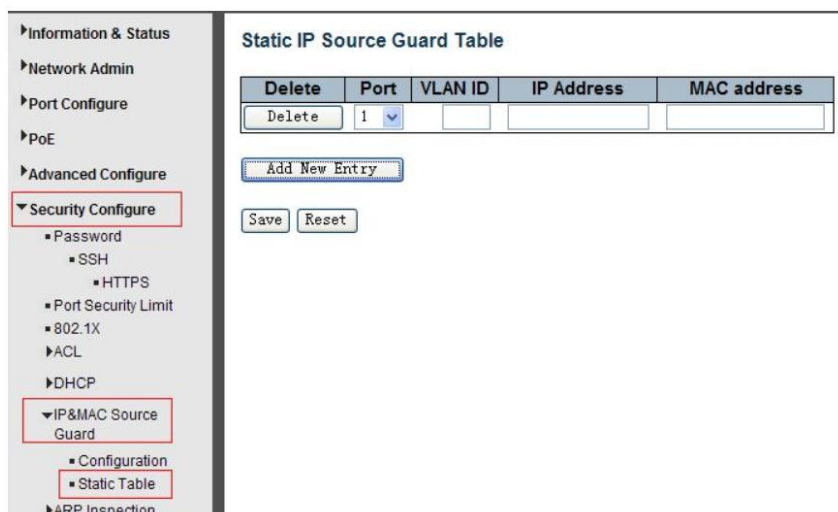 Information & Status
Network Admin
Port Configure
PoE
Advanced Configure
Security Configure
Password
SSH
HTTPS
Port Security Limit
802.1X
ACL
DHCP
IP&MAC Source
Guard
Configuration
Static Table
ARP Inspection
Static IP Source Guard Table
Delete Port VLAN ID IP Address MAC address
Delete 1
Add New Entry
Save Reset